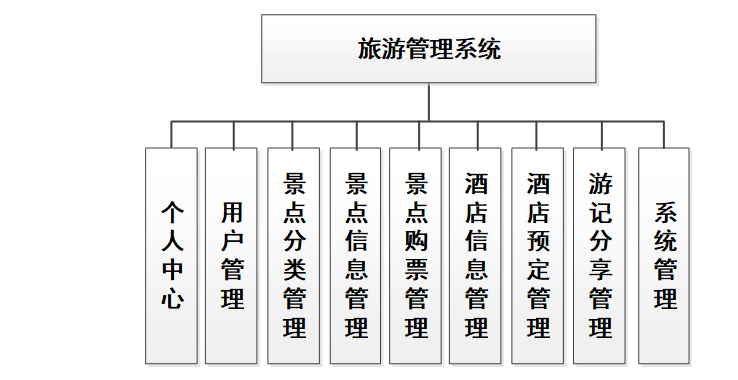 旅游管理系统
个人中心
用户管理
景点分类管理
景点信息管理
景点购票管理
酒店信息管理
酒店预定管理
游记分享管理
系统管理